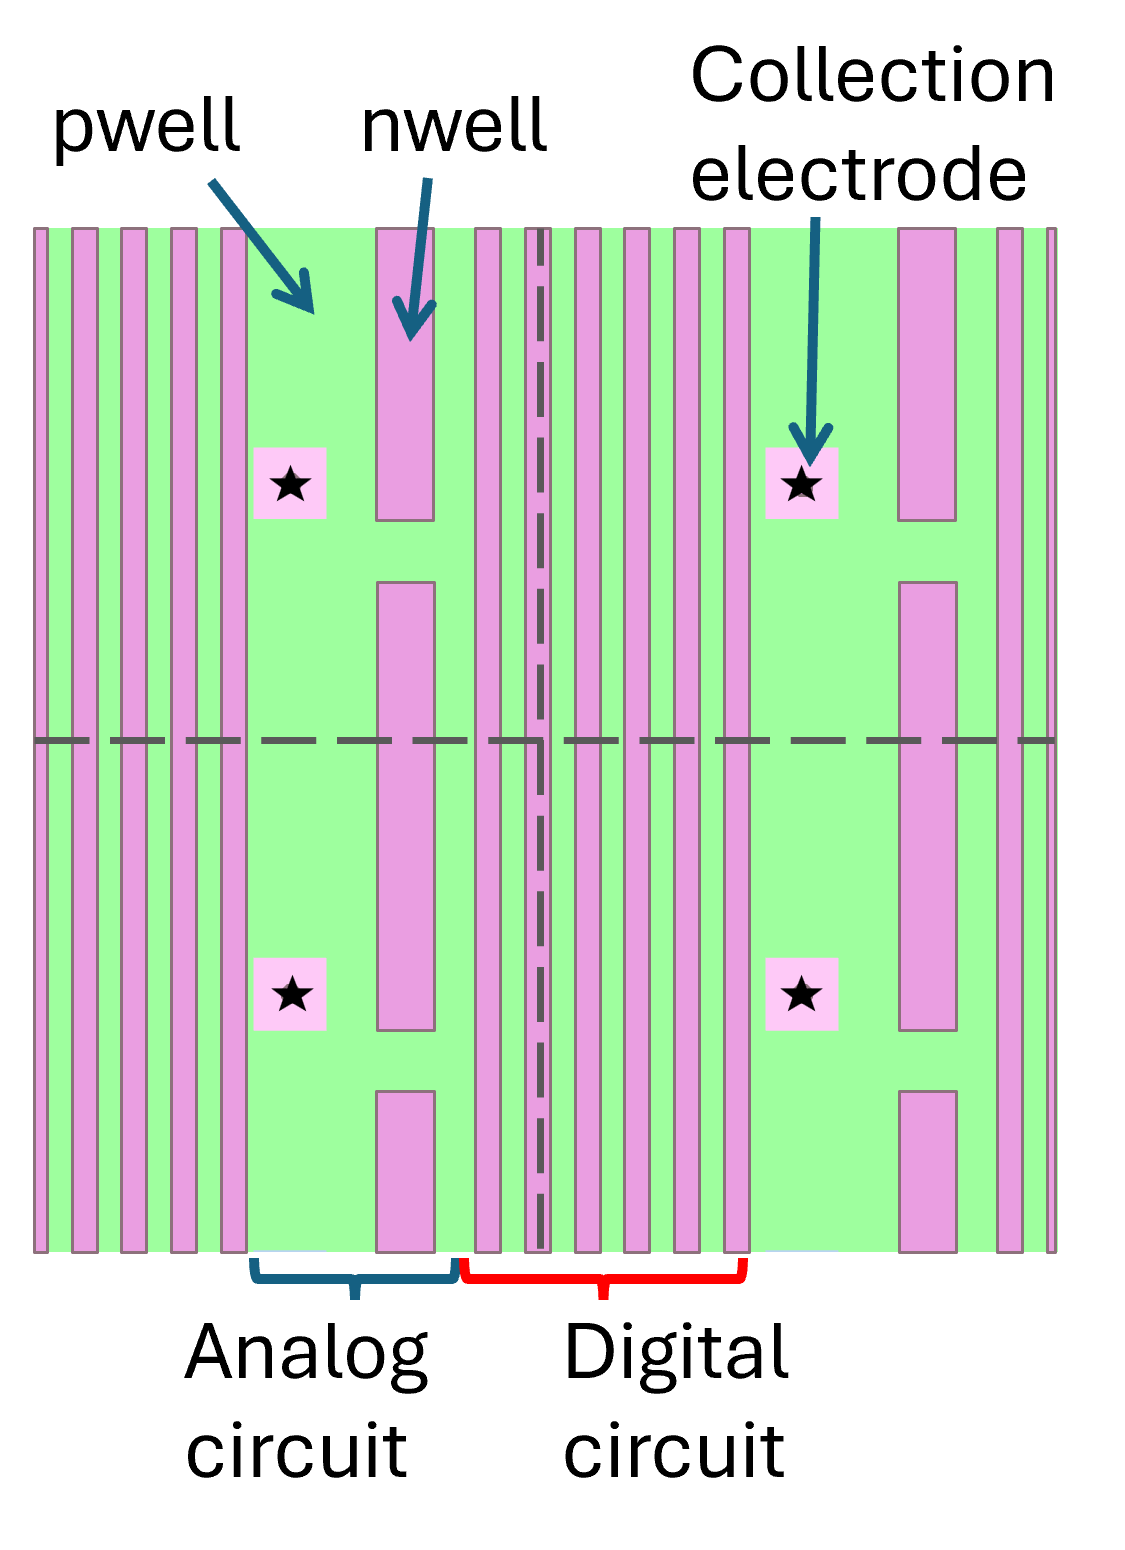 pwell
nwell
Collection
electrode
Analog
circuit
Digital
circuit